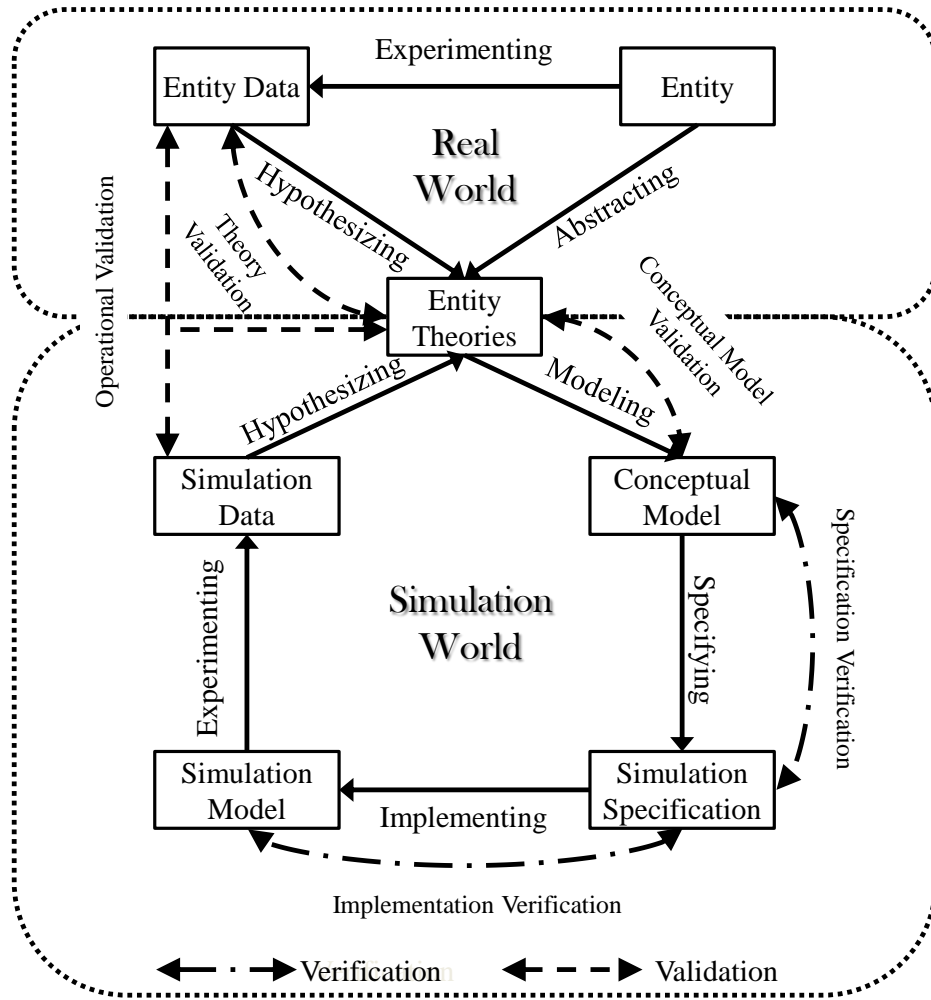 Experimenting
Entity Data
Entity
Real
World
Hypothesizing
Abstracting
Theory
Validation
Operational Validation
Entity
Theories
Conceptual Model
Validation
Hypothesizing
Modeling
Simulation
Data
Conceptual
Model
Experimenting
Simulation
World
Specifying
Specification Verification
Simulation
Model
Implementing
Simulation
Specification
Implementation Verification
Verification
Validation